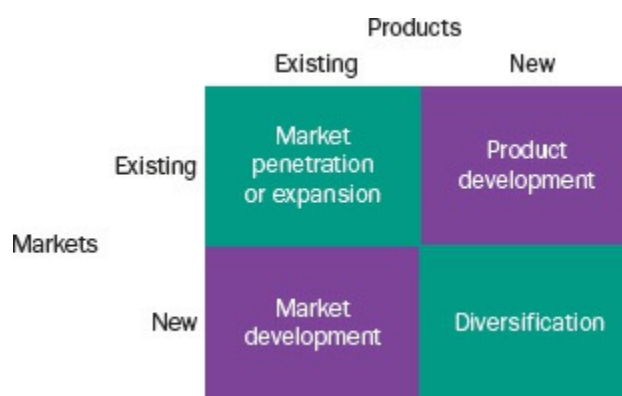 Products
Existing
New
Existing
Market
penetration
or expansion
Product
development
Markets
New
Market
development
Diversification